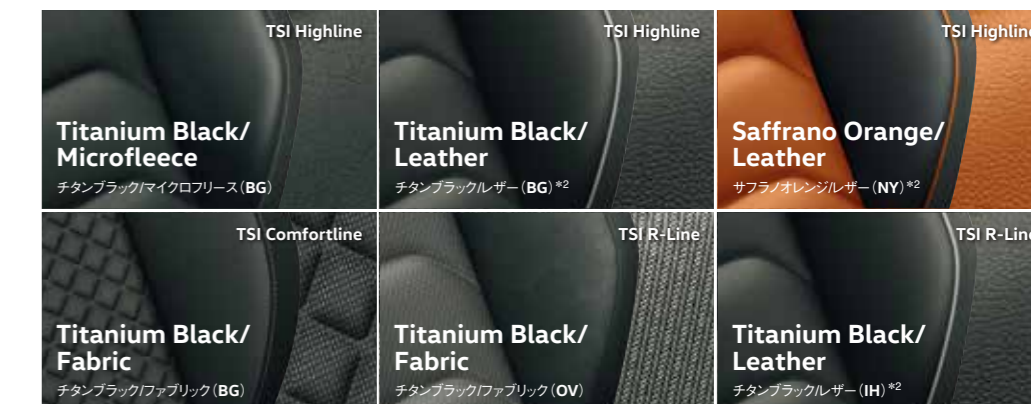 TSI Highline
Titanium Black/
Microfleece
チタンブラック/マイクロフリース(BG)
TSI Highline
Titanium Black/
Leather
チタンブラック/レザー(BG)*2
TSI Highline
Saffrano Orange/
Leather
サフラノオレンジ/レザー(NY)*2
TSI Comfortline
Titanium Black/
Fabric
チタンブラック/ファブリック(BG)
TSI R-Line
Titanium Black/
Fabric
チタンブラック/ファブリック(OV)
TSI R-Line
Titanium Black/
Leather
チタンブラック/レザー(IH)*2